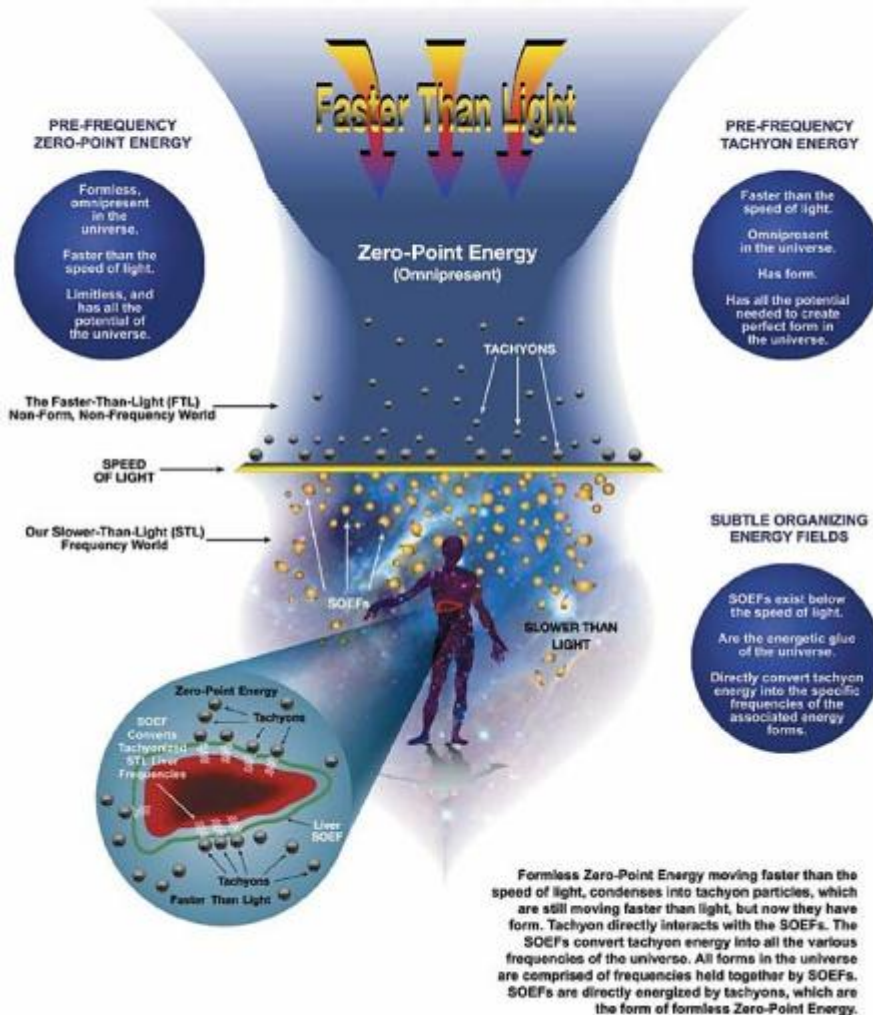 Faster Than Light
PRE-FREQUENCY
ZERO-POINT ENERGY
Formless,
omnipresent
in the
universe.
Faster than the
speed of light.
Limitless, and
has all the
potential of
the universe.
PRE-FREQUENCY
TACHYON ENERGY
Faster than the
speed of light.
Omnipresent
in the universe.
Has form.
Has all the potential
needed to create
perfect form in
the universe.
Zero-Point Energy
(Omnipresent)
TACHYONS
The Faster-Than-Light (FTL)
Non-Form, Non-Frequency World
SPEED
OF LIGHT
Our Slower-Than-Light (STL)
Frequency World
SOEFs
SLOWER THAN
LIGHT
SUBTLE ORGANIZING
ENERGY FIELDS
SOEFs exist below
the speed of light.
Are the energetic glue
of the universe.
Directly convert tachyon
energy into the specific
frequencies of the
associated energy
forms.
Zero-Point Energy
Tachyons
SOEF
Converts
Tachyonized
STL Liver
Frequencies
Liver
SOEF
Tachyons
Faster Than Light
Formless Zero-Point Energy moving faster than the
speed of light, condenses into tachyon particles, which
are still moving faster than light, but now they have
form. Tachyon directly interacts with the SOEFs. The
SOEFs convert tachyon energy into all the various
frequencies of the universe. All forms in the universe
are comprised of frequencies held together by SOEFs.
SOEFs are directly energized by tachyons, which are
the form of formless Zero-Point Energy.